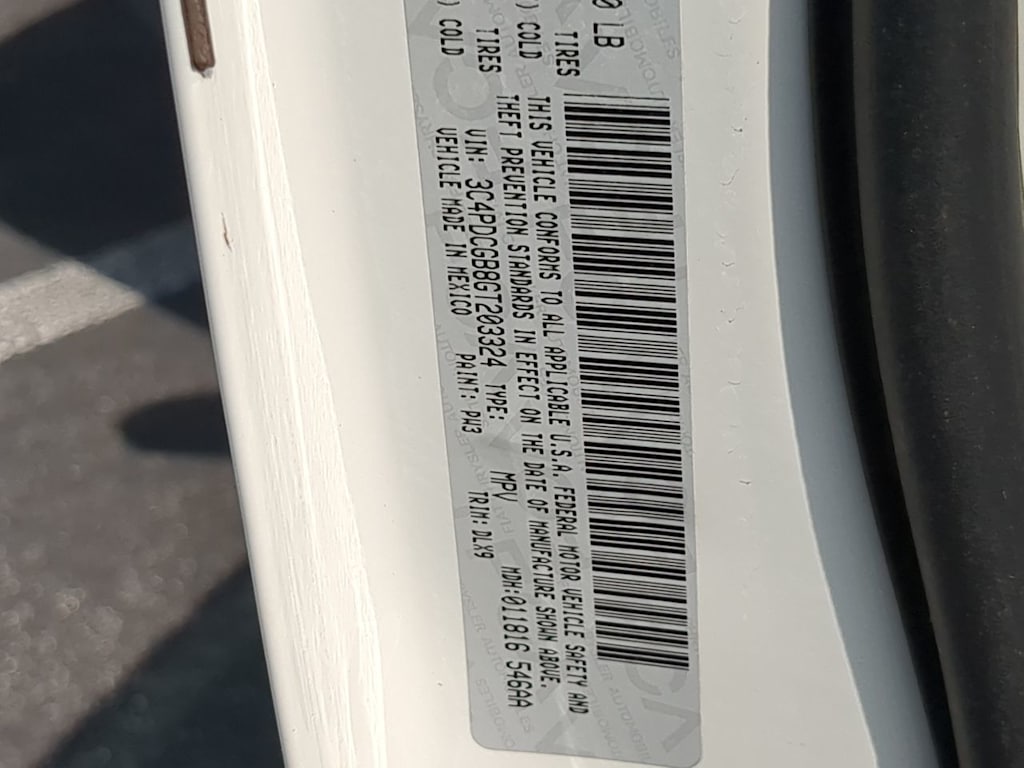 0 LB
) COLD TIRES
) COLD TIRES
THIS VEHICLE CONFORMS TO ALL APPLICABLE U.S.A. FEDERAL MOTOR VEHICLE SAFETY AND
THEFT PREVENTION STANDARDS IN EFFECT ON THE DATE OF MANUFACTURE SHOWN ABOVE.
VIN: 3C4PDCGB8GT203324 TYPE: MPV MDH:011816 546AA
VEHICLE MADE IN MEXICO PAINT: PW3 TRIM:DLX9